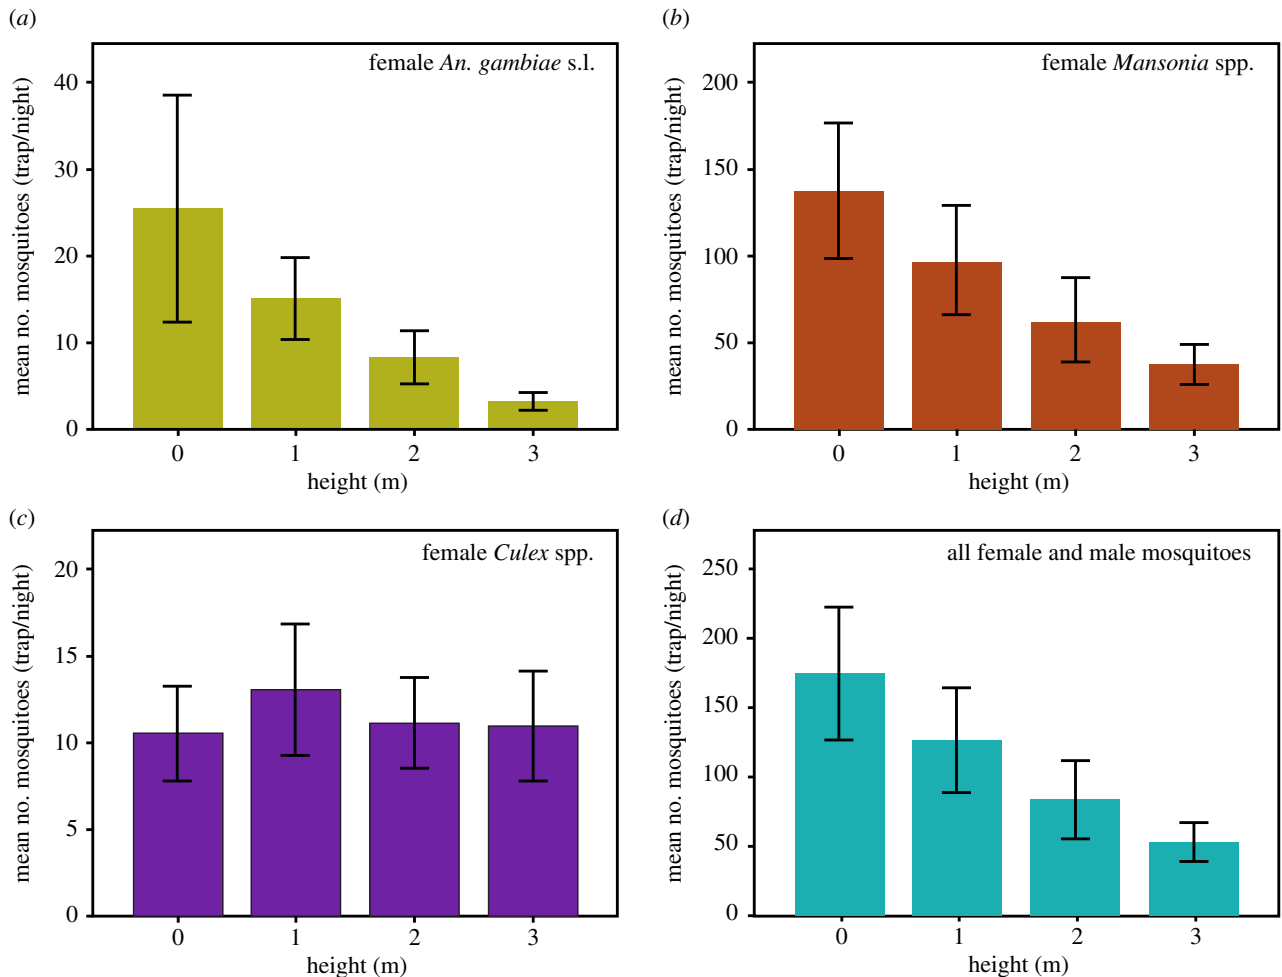 (a)
female An. gambiae s.l.
mean no. mosquitoes (trap/night)
40
30
20
10
0
0 1 2 3
height (m)
(b)
female Mansonia spp.
mean no. mosquitoes (trap/night)
200
150
100
50
0
0 1 2 3
height (m)
(c)
female Culex spp.
mean no. mosquitoes (trap/night)
20
15
10
5
0
0 1 2 3
height (m)
(d)
all female and male mosquitoes
mean no. mosquitoes (trap/night)
250
200
150
100
50
0
0 1 2 3
height (m)